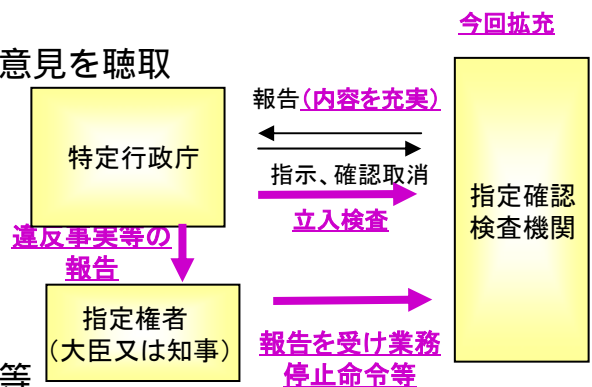 今回拡充
意見を聴取
報告(内容を充実)
特定行政庁
指示、確認取消
立入検査
指定確認
検査機関
違反事実等の
報告
指定権者
(大臣又は知事)
報告を受け業務
停止命令等
等